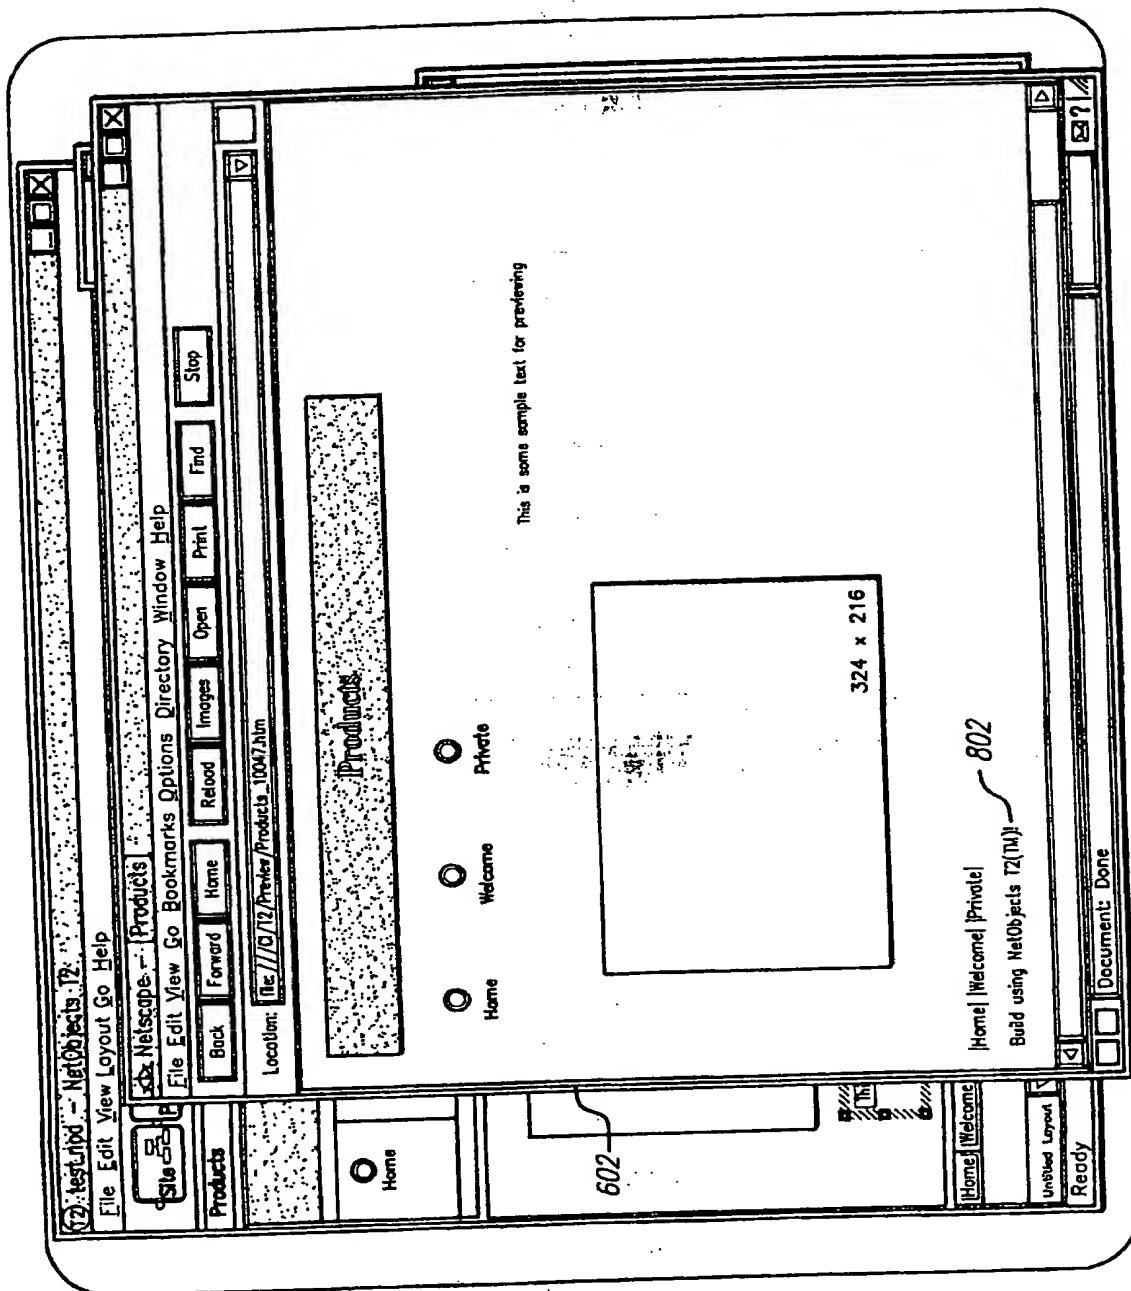 T2 test.nod - NetObjects T2
File Edit View Layout Go Help
Site
Products
Home
602
Home Welcome
Untitled Layout
Ready
Netscape - [Products]
File Edit View Go Bookmarks Options Directory Window Help
Back Forward Home Reload Images Open Print Find Stop
Location: file:///C|/T2/Preview/Products_10047.htm
Products
Home Welcome Private
This is some sample text for previewing
324 x 216
|Home| |Welcome| |Private|
Build using NetObjects T2(TM)! 802
Document: Done
?